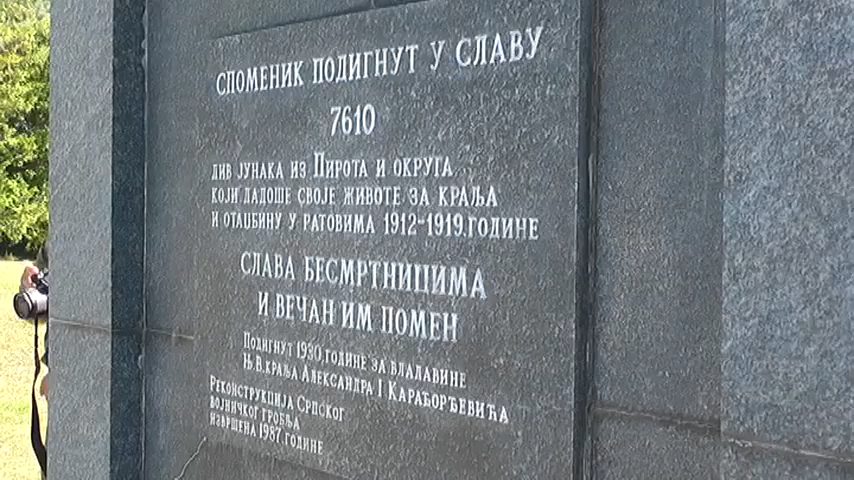 СПОМЕНИК ПОДИГНУТ У СЛАВУ
7610
ДИВ ЈУНАКА ИЗ ПИРОТА И ОКРУГА
КОЈИ ДАДОШЕ СВОЈЕ ЖИВОТЕ ЗА КРАЉА
И ОТАЏБИНУ У РАТОВИМА 1912-1919.ГОДИНЕ
СЛАВА БЕСМРТНИЦИМА
И ВЕЧАН ИМ ПОМЕН
ПОДИГНУТ 1930.ГОДИНЕ ЗА ВЛАДАВИНЕ
Њ.В.КРАЉА АЛЕКСАНДРА I КАРАЂОРЂЕВИЋА
РЕКОНСТРУКЦИЈА СРПСКОГ
ВОЈНИЧКОГ ГРОБЉА
ИЗВРШЕНА 1987.ГОДИНЕ